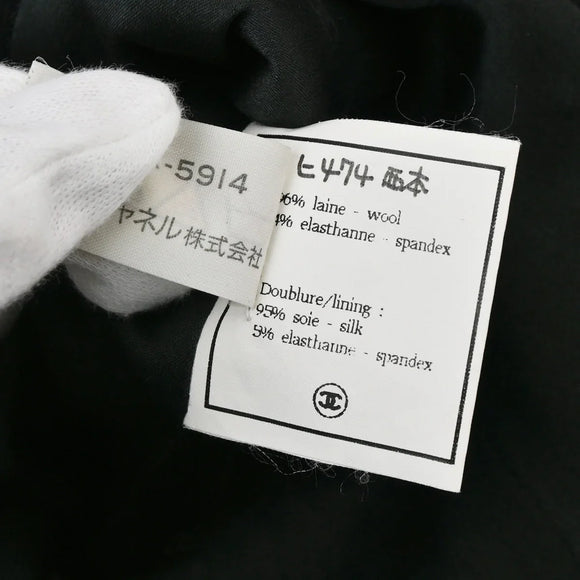 -5914
ャネル株式会社
ヒ474 本
6% laine - wool
4% elasthanne - spandex
Doublure/lining :
95% soie - silk
5% elasthanne - spandex